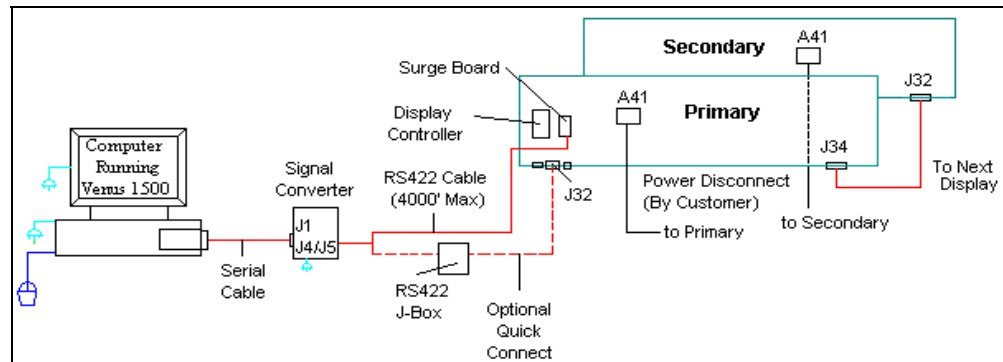 Computer
Running
Venus 1500
Serial
Cable
Signal
Converter
J1
J4/J5
RS422 Cable
(4000' Max)
RS422
J-Box
Optional
Quick
Connect
Surge Board
Display
Controller
Secondary
A41
Primary
A41
J32
J34
J32
Power Disconnect
(By Customer)
to Primary
to Secondary
To Next
Display